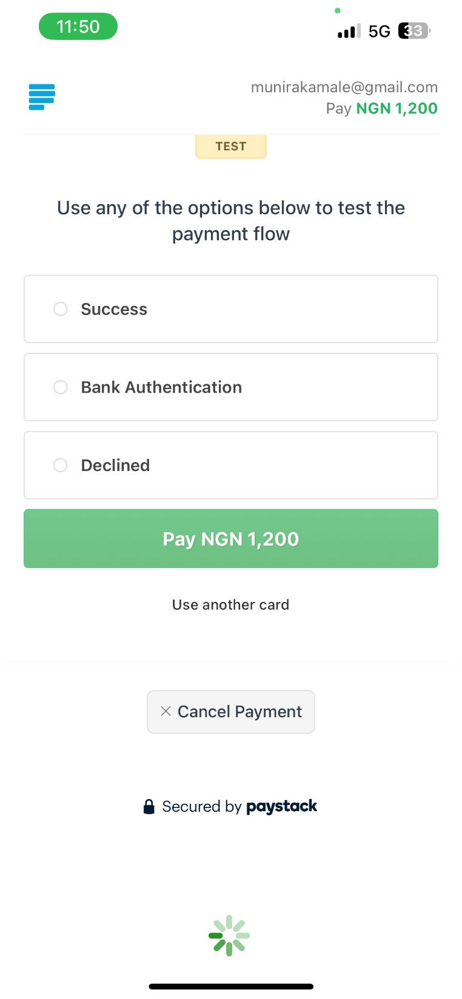 11:50
5G 33
munirakamale@gmail.com
Pay NGN 1,200
TEST
Use any of the options below to test the
payment flow
Success
Bank Authentication
Declined
Pay NGN 1,200
Use another card
Cancel Payment
Secured by paystack